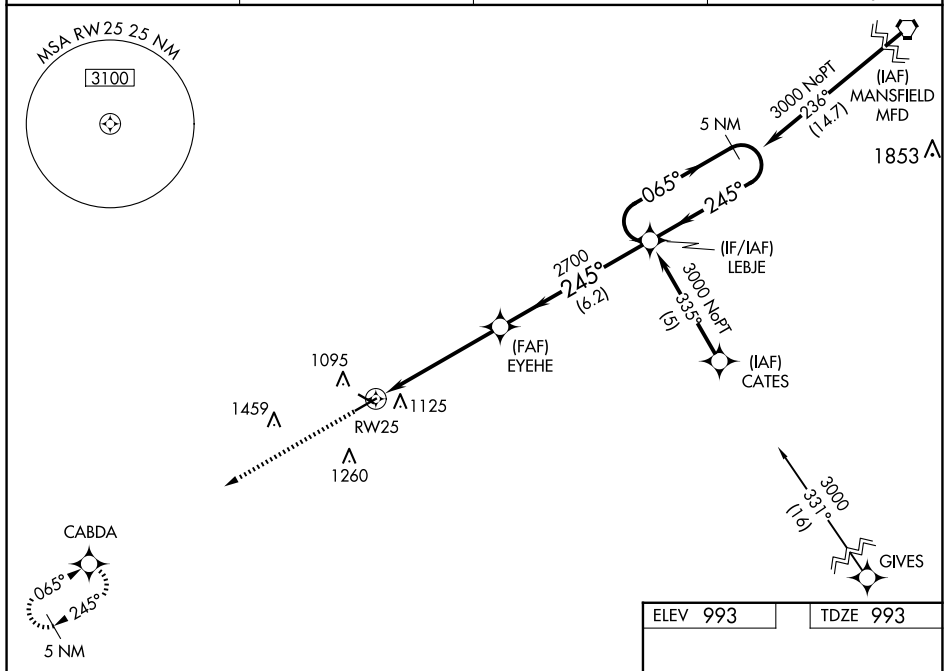 MSA RW 25 25 NM
3100
(IAF)
MANSFIELD
MFD
3000 NoPT
236°
(14.7)
1853
5 NM
065°
245°
(IF/IAF)
LEBJE
2700
245°
(6.2)
3000 NoPT
335°
(5)
(FAF)
EYEHE
(IAF)
CATES
1095
1125
1459
RW25
1260
3000
331°
(16)
GIVES
CABDA
065°
245°
5 NM
ELEV 993
TDZE 993